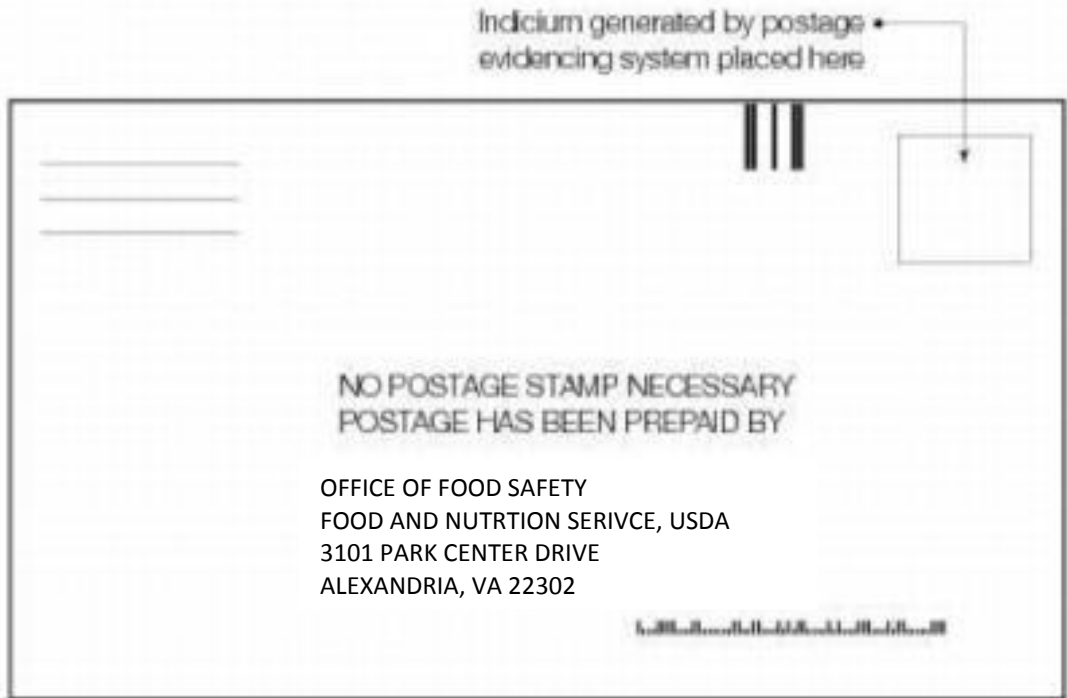 Indicium generated by postage
evidencing system placed here
NO POSTAGE STAMP NECESSARY
POSTAGE HAS BEEN PREPAID BY
OFFICE OF FOOD SAFETY
FOOD AND NUTRTION SERIVCE, USDA
3101 PARK CENTER DRIVE
ALEXANDRIA, VA 22302